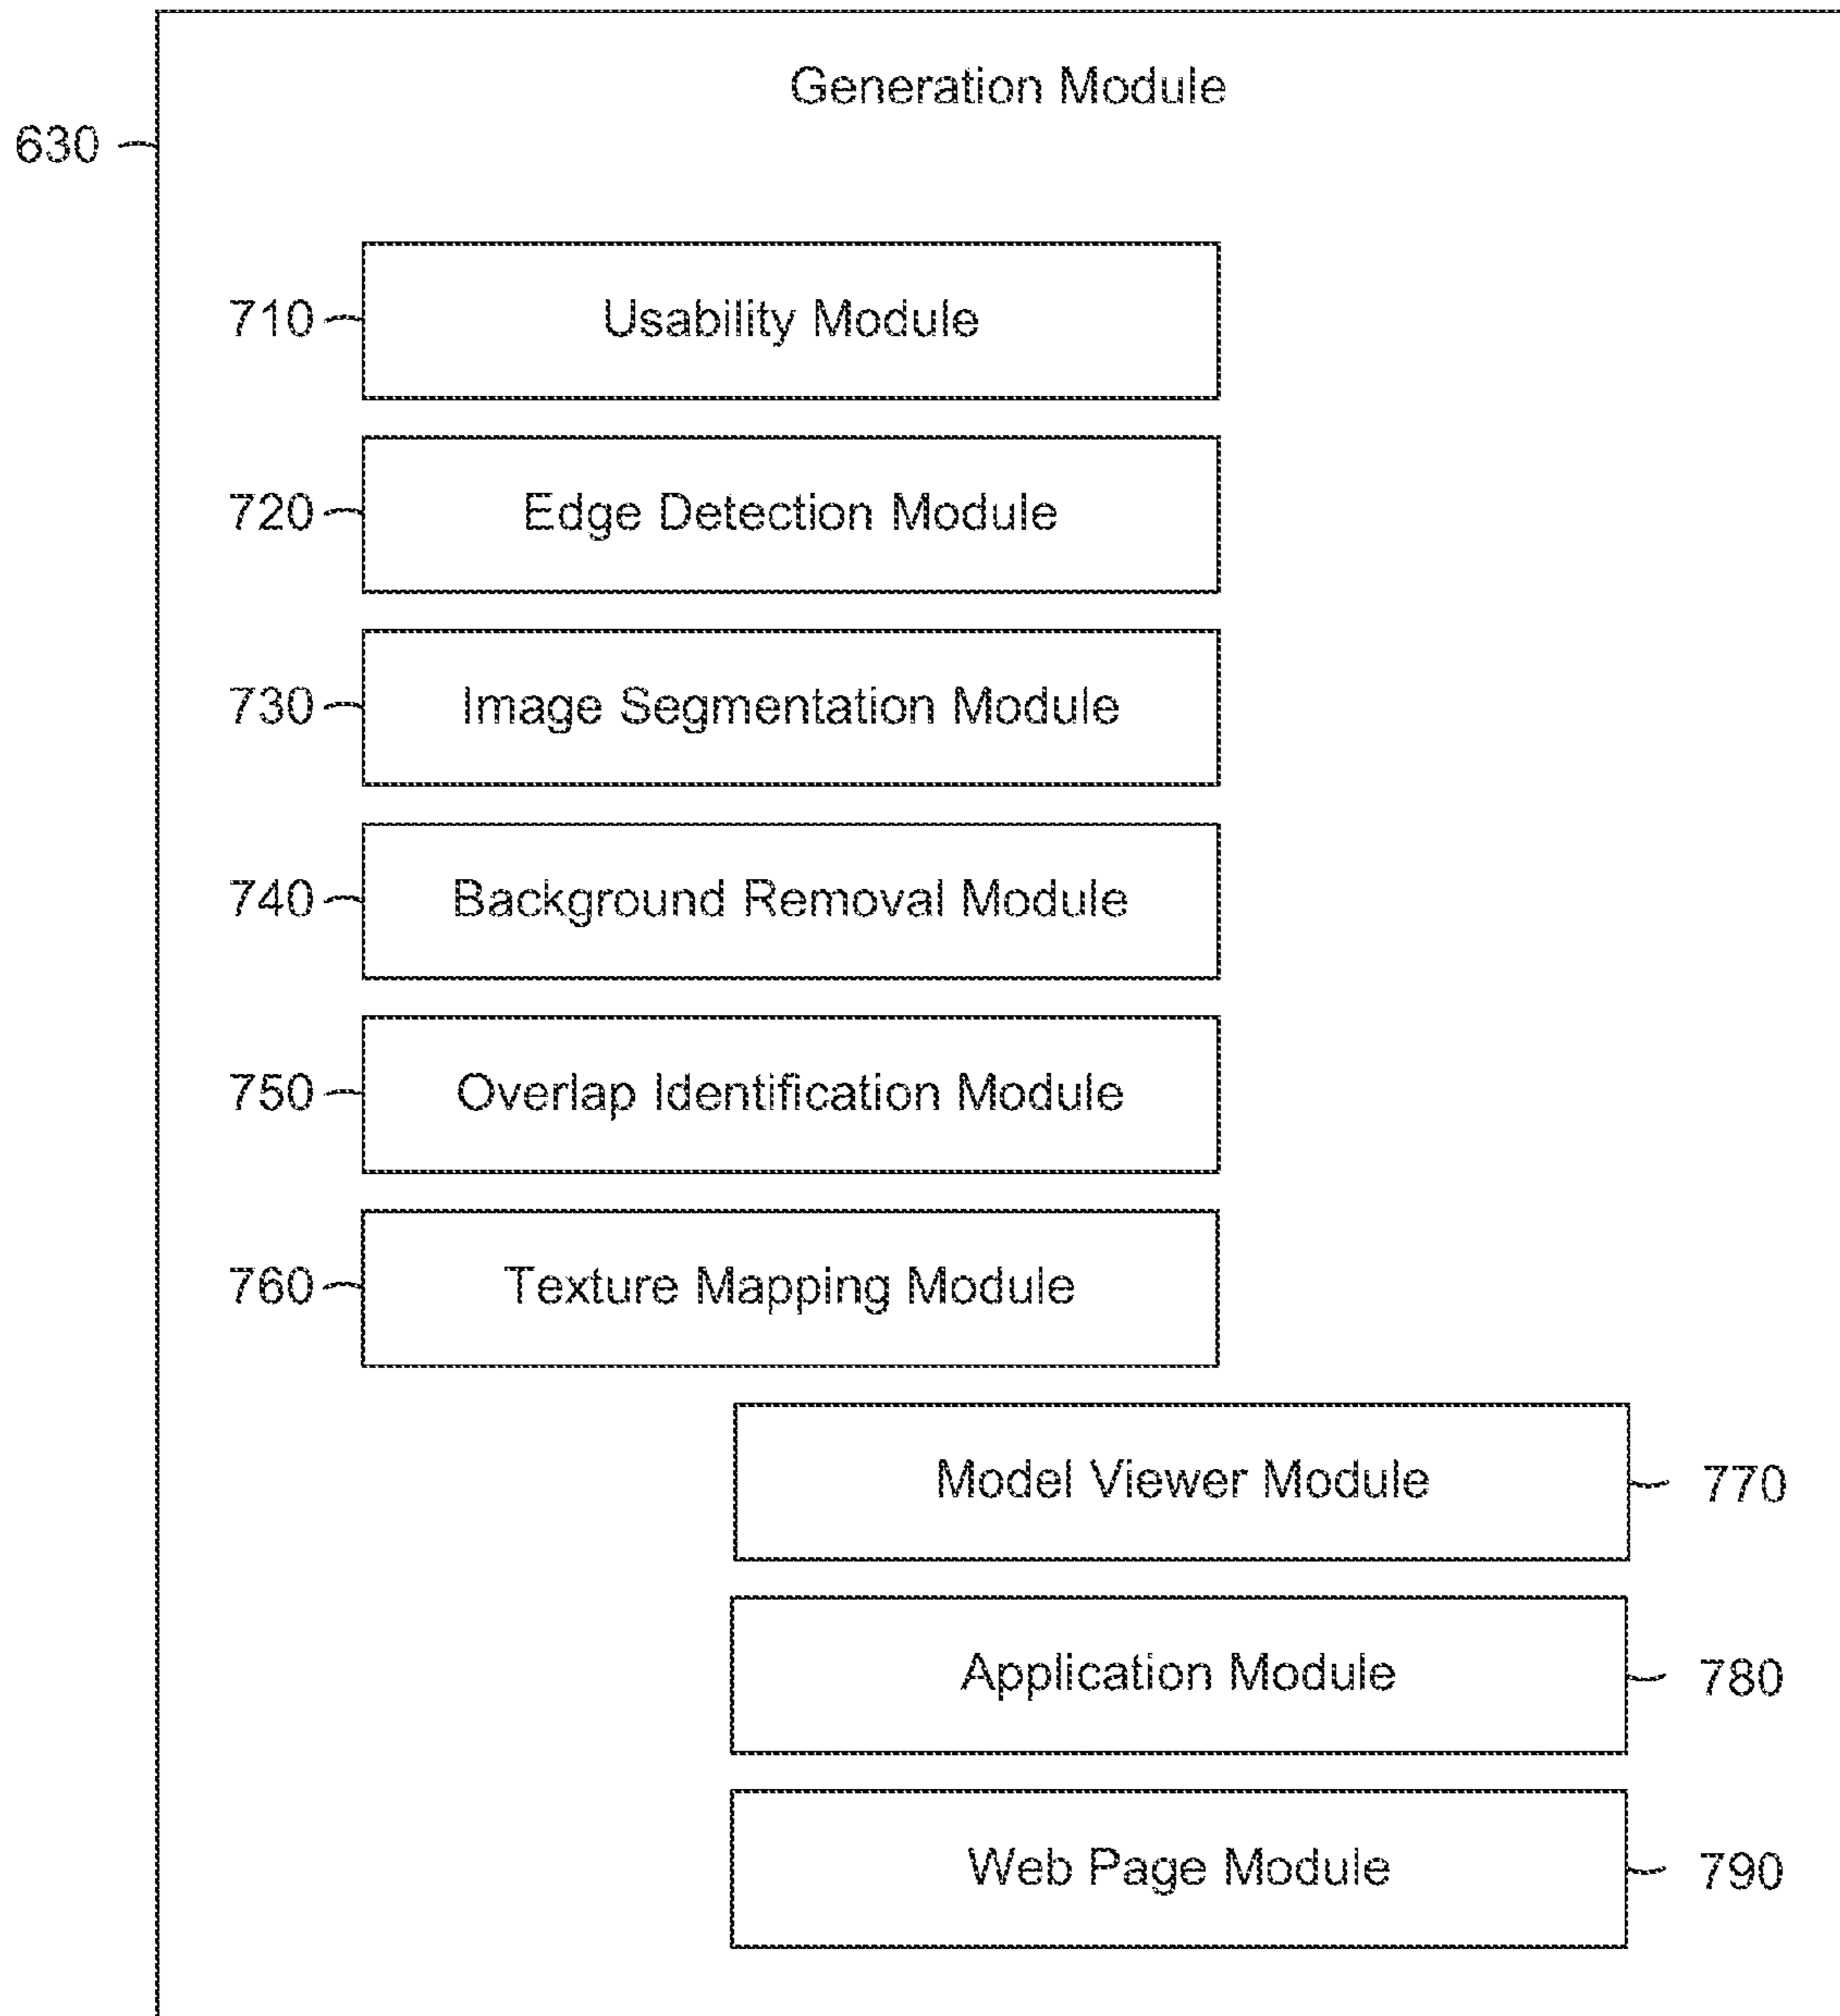 Generation Module
630
710 Usability Module
720 Edge Detection Module
730 Image Segmentation Module
740 Background Removal Module
750 Overlap Identification Module
760 Texture Mapping Module
Model Viewer Module 770
Application Module 780
Web Page Module 790